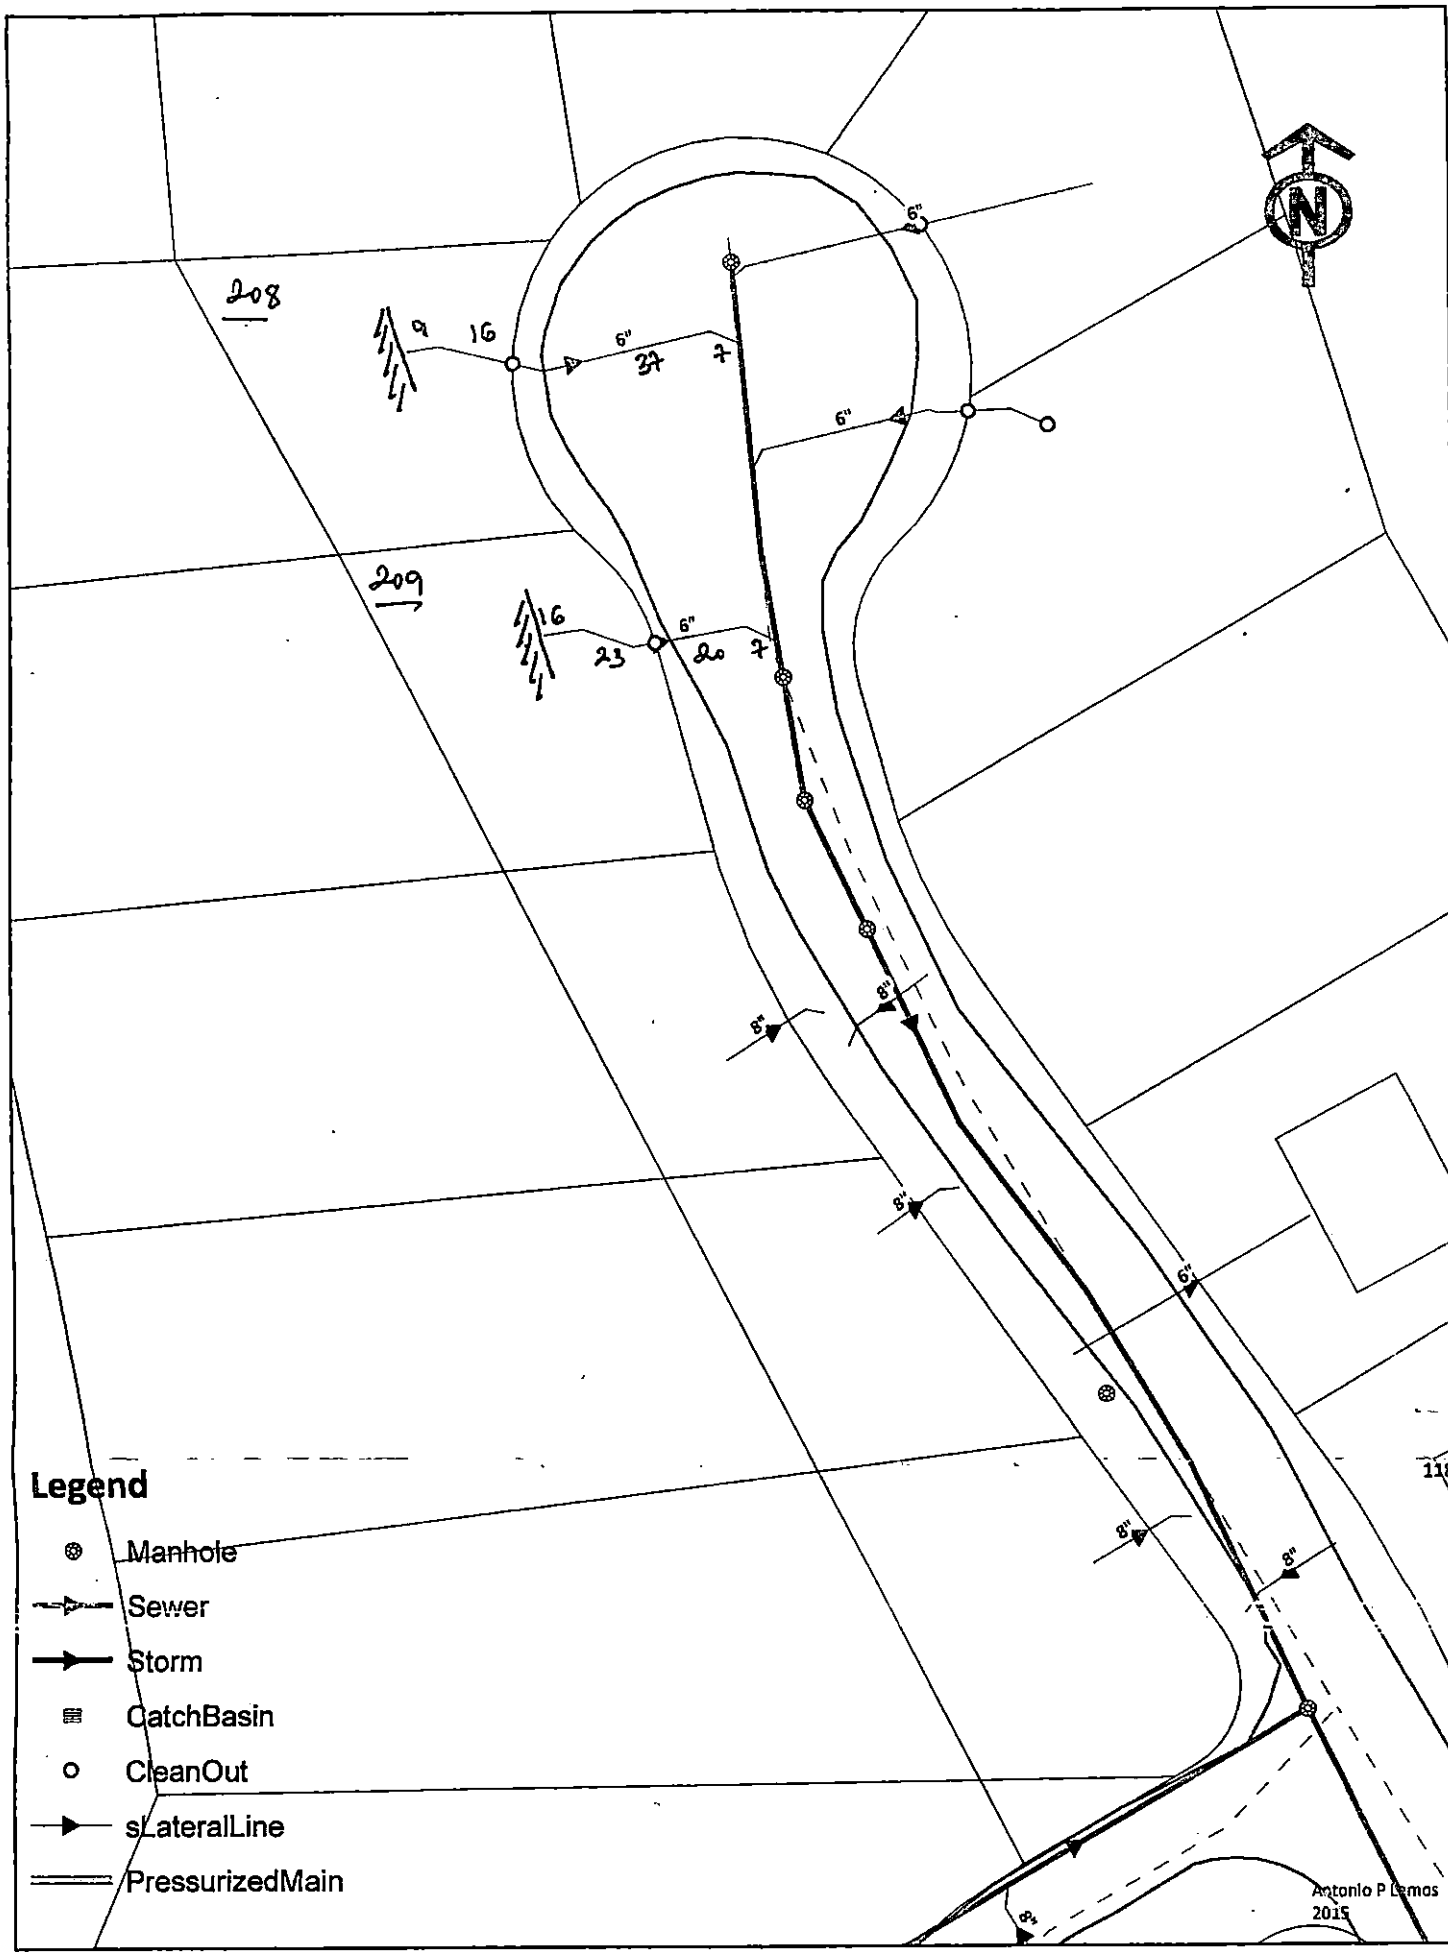 6"
N
208
9 16
6"
37 7
6"
209
16
6"
23 20 7
8"
8"
8"
6"
118
Legend
8"
8"
Manhole
Sewer
Storm
CatchBasin
CleanOut
sLateralLine
PressurizedMain
Antonio P Lemos
2015
8"